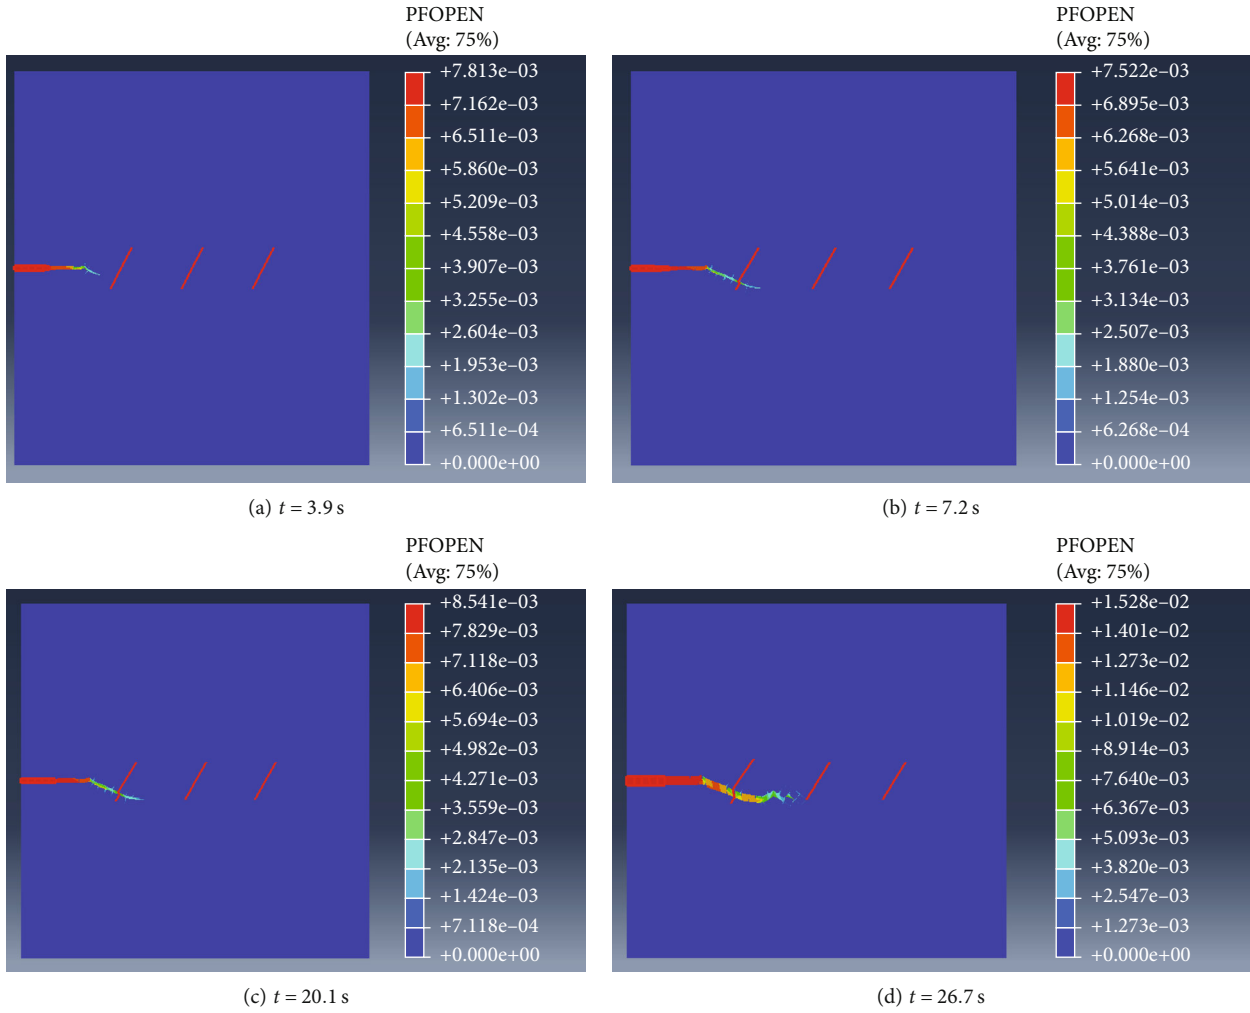 PFOPEN
(Avg: 75%)
+7.813e–03
+7.162e–03
+6.511e–03
+5.860e–03
+5.209e–03
+4.558e–03
+3.907e–03
+3.255e–03
+2.604e–03
+1.953e–03
+1.302e–03
+6.511e–04
+0.000e+00
(a) t = 3.9 s
PFOPEN
(Avg: 75%)
+7.522e–03
+6.895e–03
+6.268e–03
+5.641e–03
+5.014e–03
+4.388e–03
+3.761e–03
+3.134e–03
+2.507e–03
+1.880e–03
+1.254e–03
+6.268e–04
+0.000e+00
(b) t = 7.2 s
PFOPEN
(Avg: 75%)
+8.541e–03
+7.829e–03
+7.118e–03
+6.406e–03
+5.694e–03
+4.982e–03
+4.271e–03
+3.559e–03
+2.847e–03
+2.135e–03
+1.424e–03
+7.118e–04
+0.000e+00
(c) t = 20.1 s
PFOPEN
(Avg: 75%)
+1.528e–02
+1.401e–02
+1.273e–02
+1.146e–02
+1.019e–02
+8.914e–03
+7.640e–03
+6.367e–03
+5.093e–03
+3.820e–03
+2.547e–03
+1.273e–03
+0.000e+00
(d) t = 26.7 s